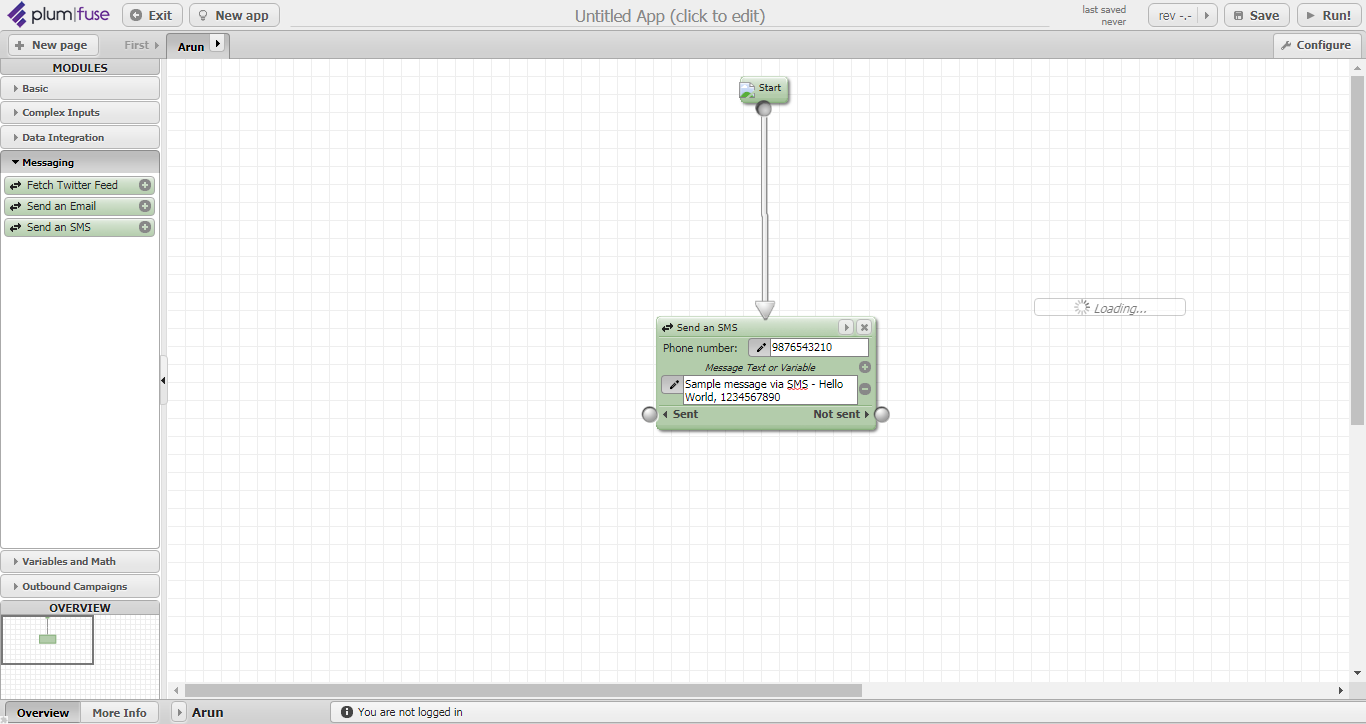 plum|fuse
Exit
New app
Untitled App (click to edit)
last saved
never
rev -.-
Save
Run!
New page
First
Arun
Configure
MODULES
Basic
Complex Inputs
Data Integration
Messaging
Fetch Twitter Feed
Send an Email
Send an SMS
Variables and Math
Outbound Campaigns
OVERVIEW
Start
Loading...
Send an SMS
Phone number:
9876543210
Message Text or Variable
Sample message via SMS - Hello
World, 1234567890
Sent
Not sent
Overview
More Info
Arun
You are not logged in